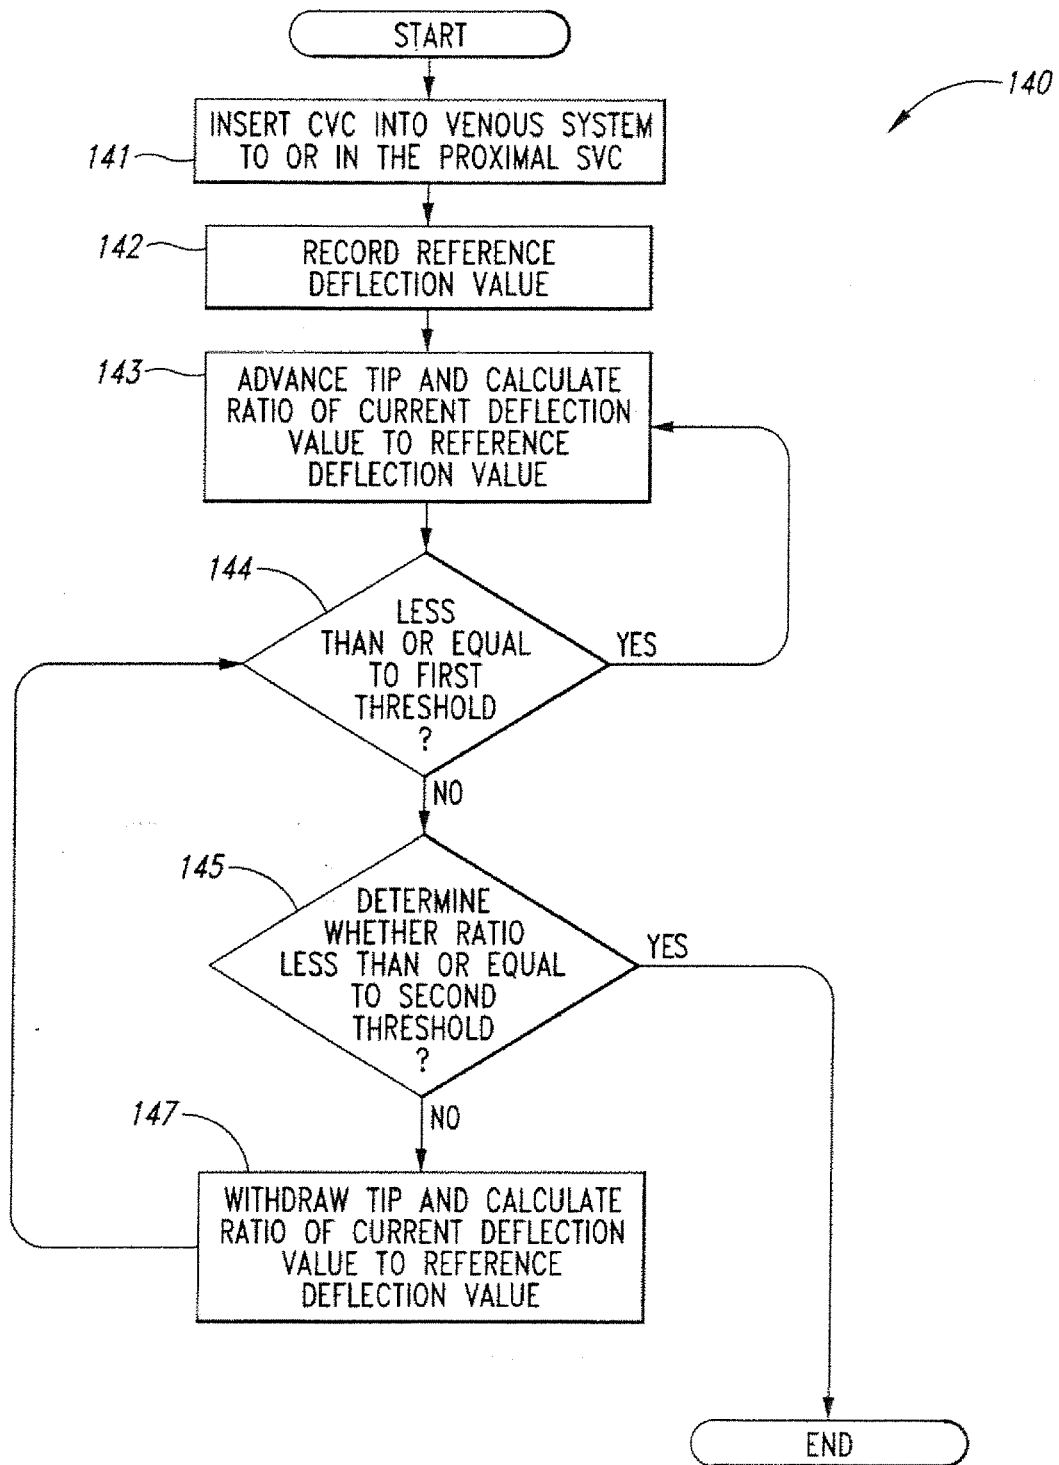 START
140
INSERT CVC INTO VENOUS SYSTEM
TO OR IN THE PROXIMAL SVC
141
142
RECORD REFERENCE
DEFLECTION VALUE
143
ADVANCE TIP AND CALCULATE
RATIO OF CURRENT DEFLECTION
VALUE TO REFERENCE
DEFLECTION VALUE
144
LESS
THAN OR EQUAL
TO FIRST
THRESHOLD
?
YES
NO
145
DETERMINE
WHETHER RATIO
LESS THAN OR EQUAL
TO SECOND
THRESHOLD
?
YES
NO
147
WITHDRAW TIP AND CALCULATE
RATIO OF CURRENT DEFLECTION
VALUE TO REFERENCE
DEFLECTION VALUE
END